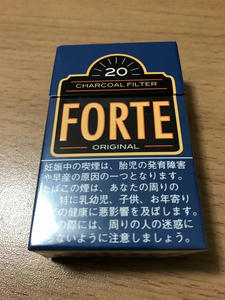 20
CHARCOAL FILTER
FORTE
ORIGINAL
妊娠中の喫煙は、胎児の発育障害
や早産の原因の一つとなります。
たばこの煙は、あなたの周りの
、特に乳幼児、子供、お年寄り
の健康に悪影響を及ぼします。
の際には、周りの人の迷惑に
ないように注意しましょう。